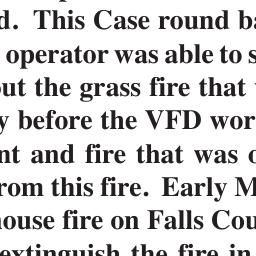 d. This Case round ba
operator was able to s
out the grass fire that
y before the VFD wor
nt and fire that was o
rom this fire. Early M
house fire on Falls Cou
extinguish the fire in